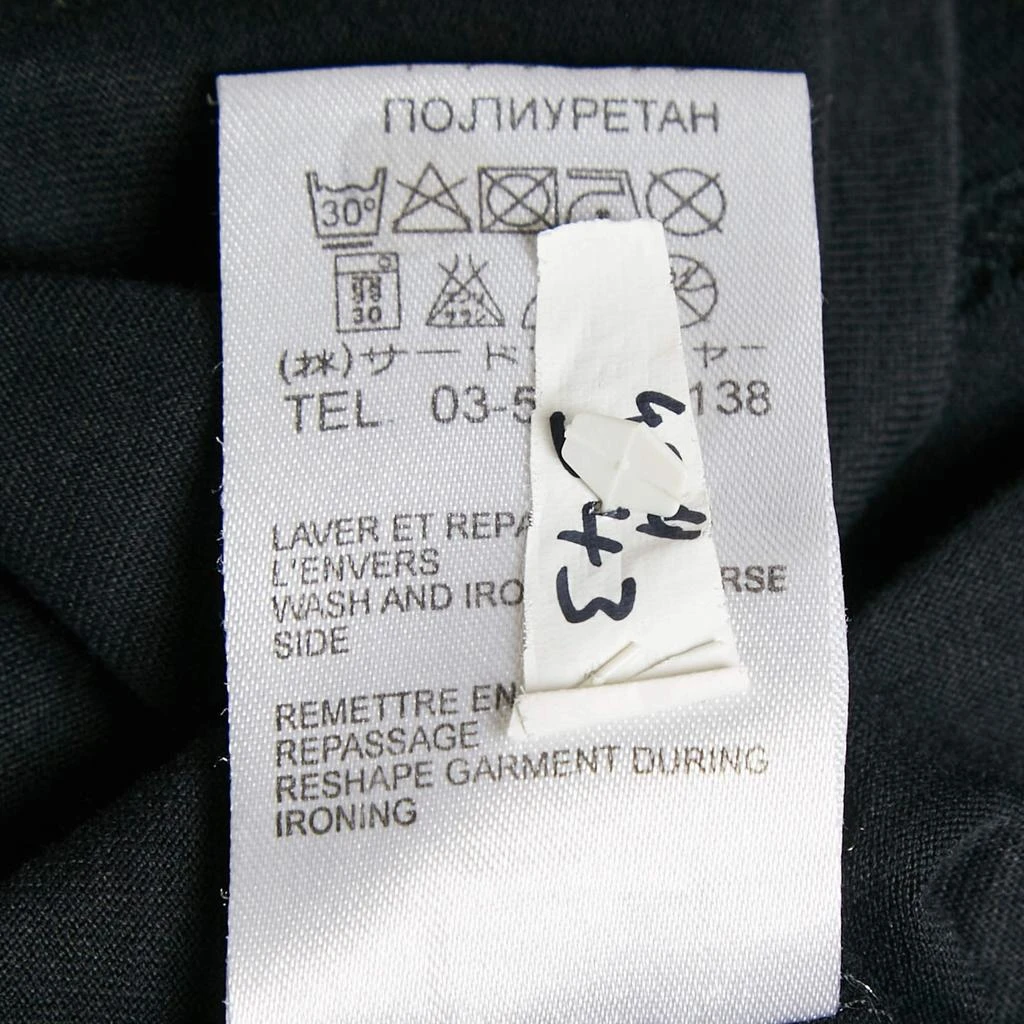 ПОЛИУРЕТАН
30°
30
(株)サード ャー
TEL 03-5 138
LAVER ET REPA
L'ENVERS
WASH AND IRO RSE
SIDE
REMETTRE EN
REPASSAGE
RESHAPE GARMENT DURING
IRONING